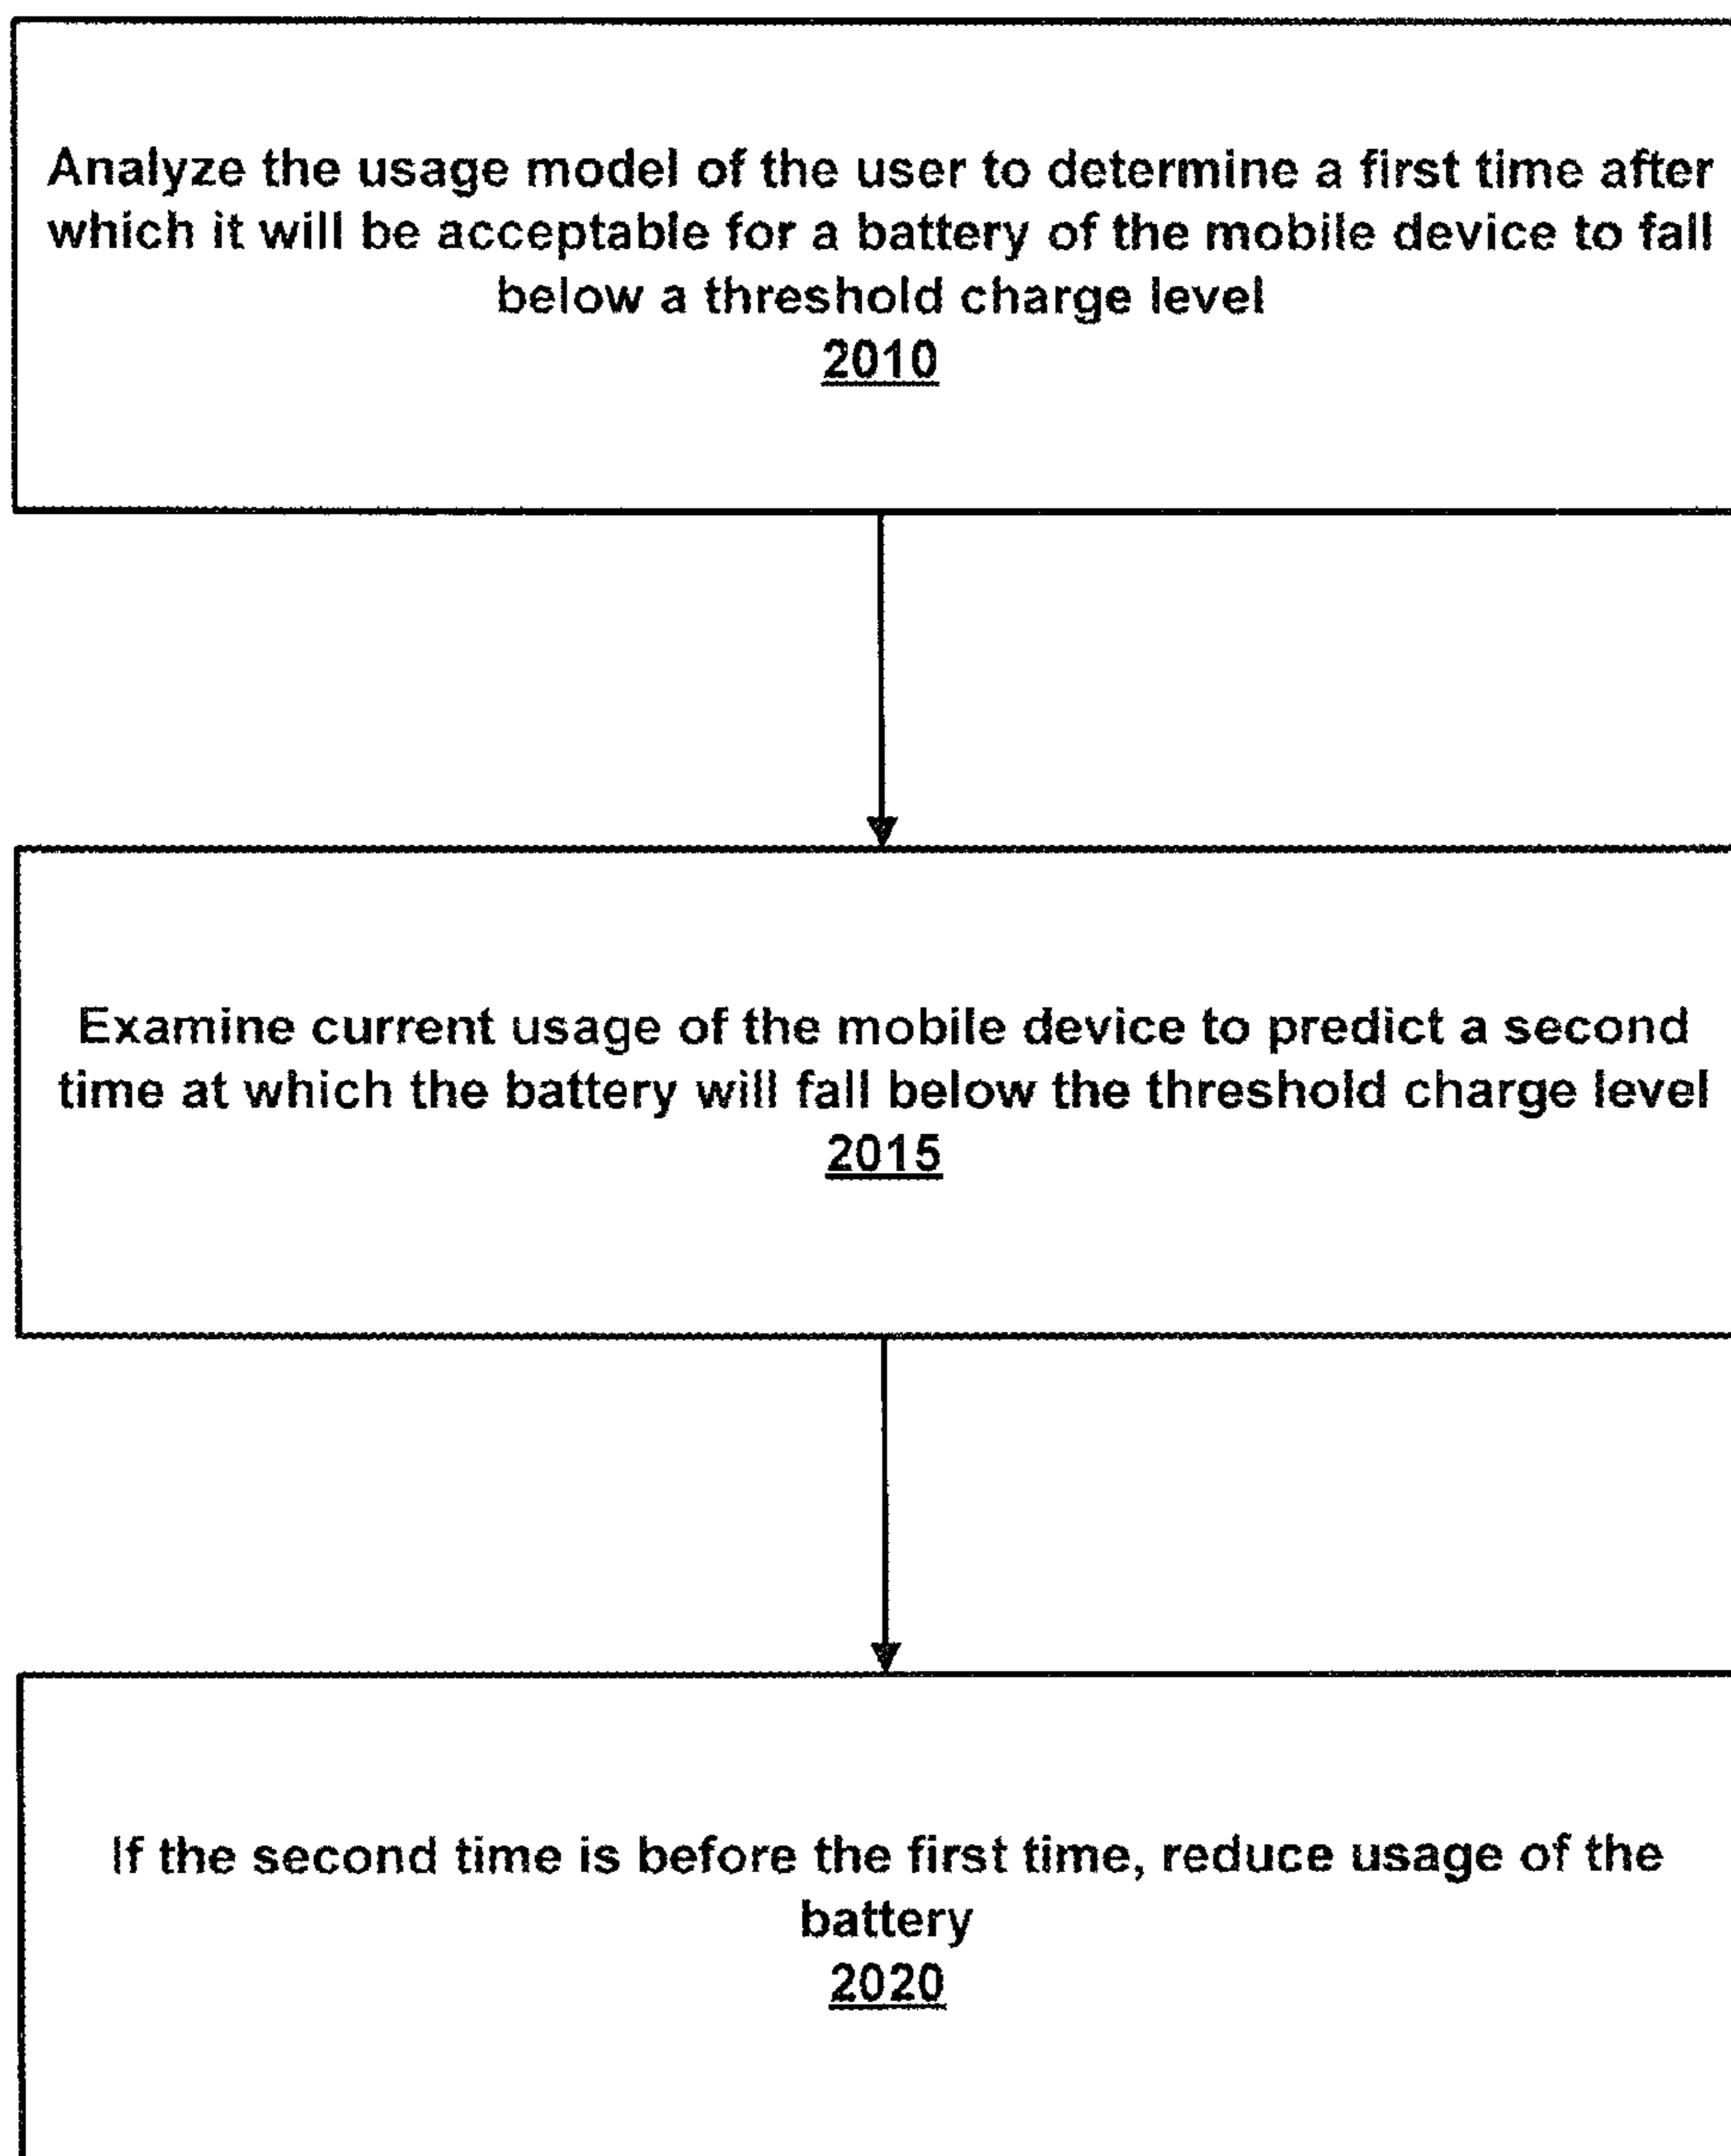 Analyze the usage model of the user to determine a first time after
which it will be acceptable for a battery of the mobile device to fall
below a threshold charge level
2010
Examine current usage of the mobile device to predict a second
time at which the battery will fall below the threshold charge level
2015
If the second time is before the first time, reduce usage of the
battery
2020